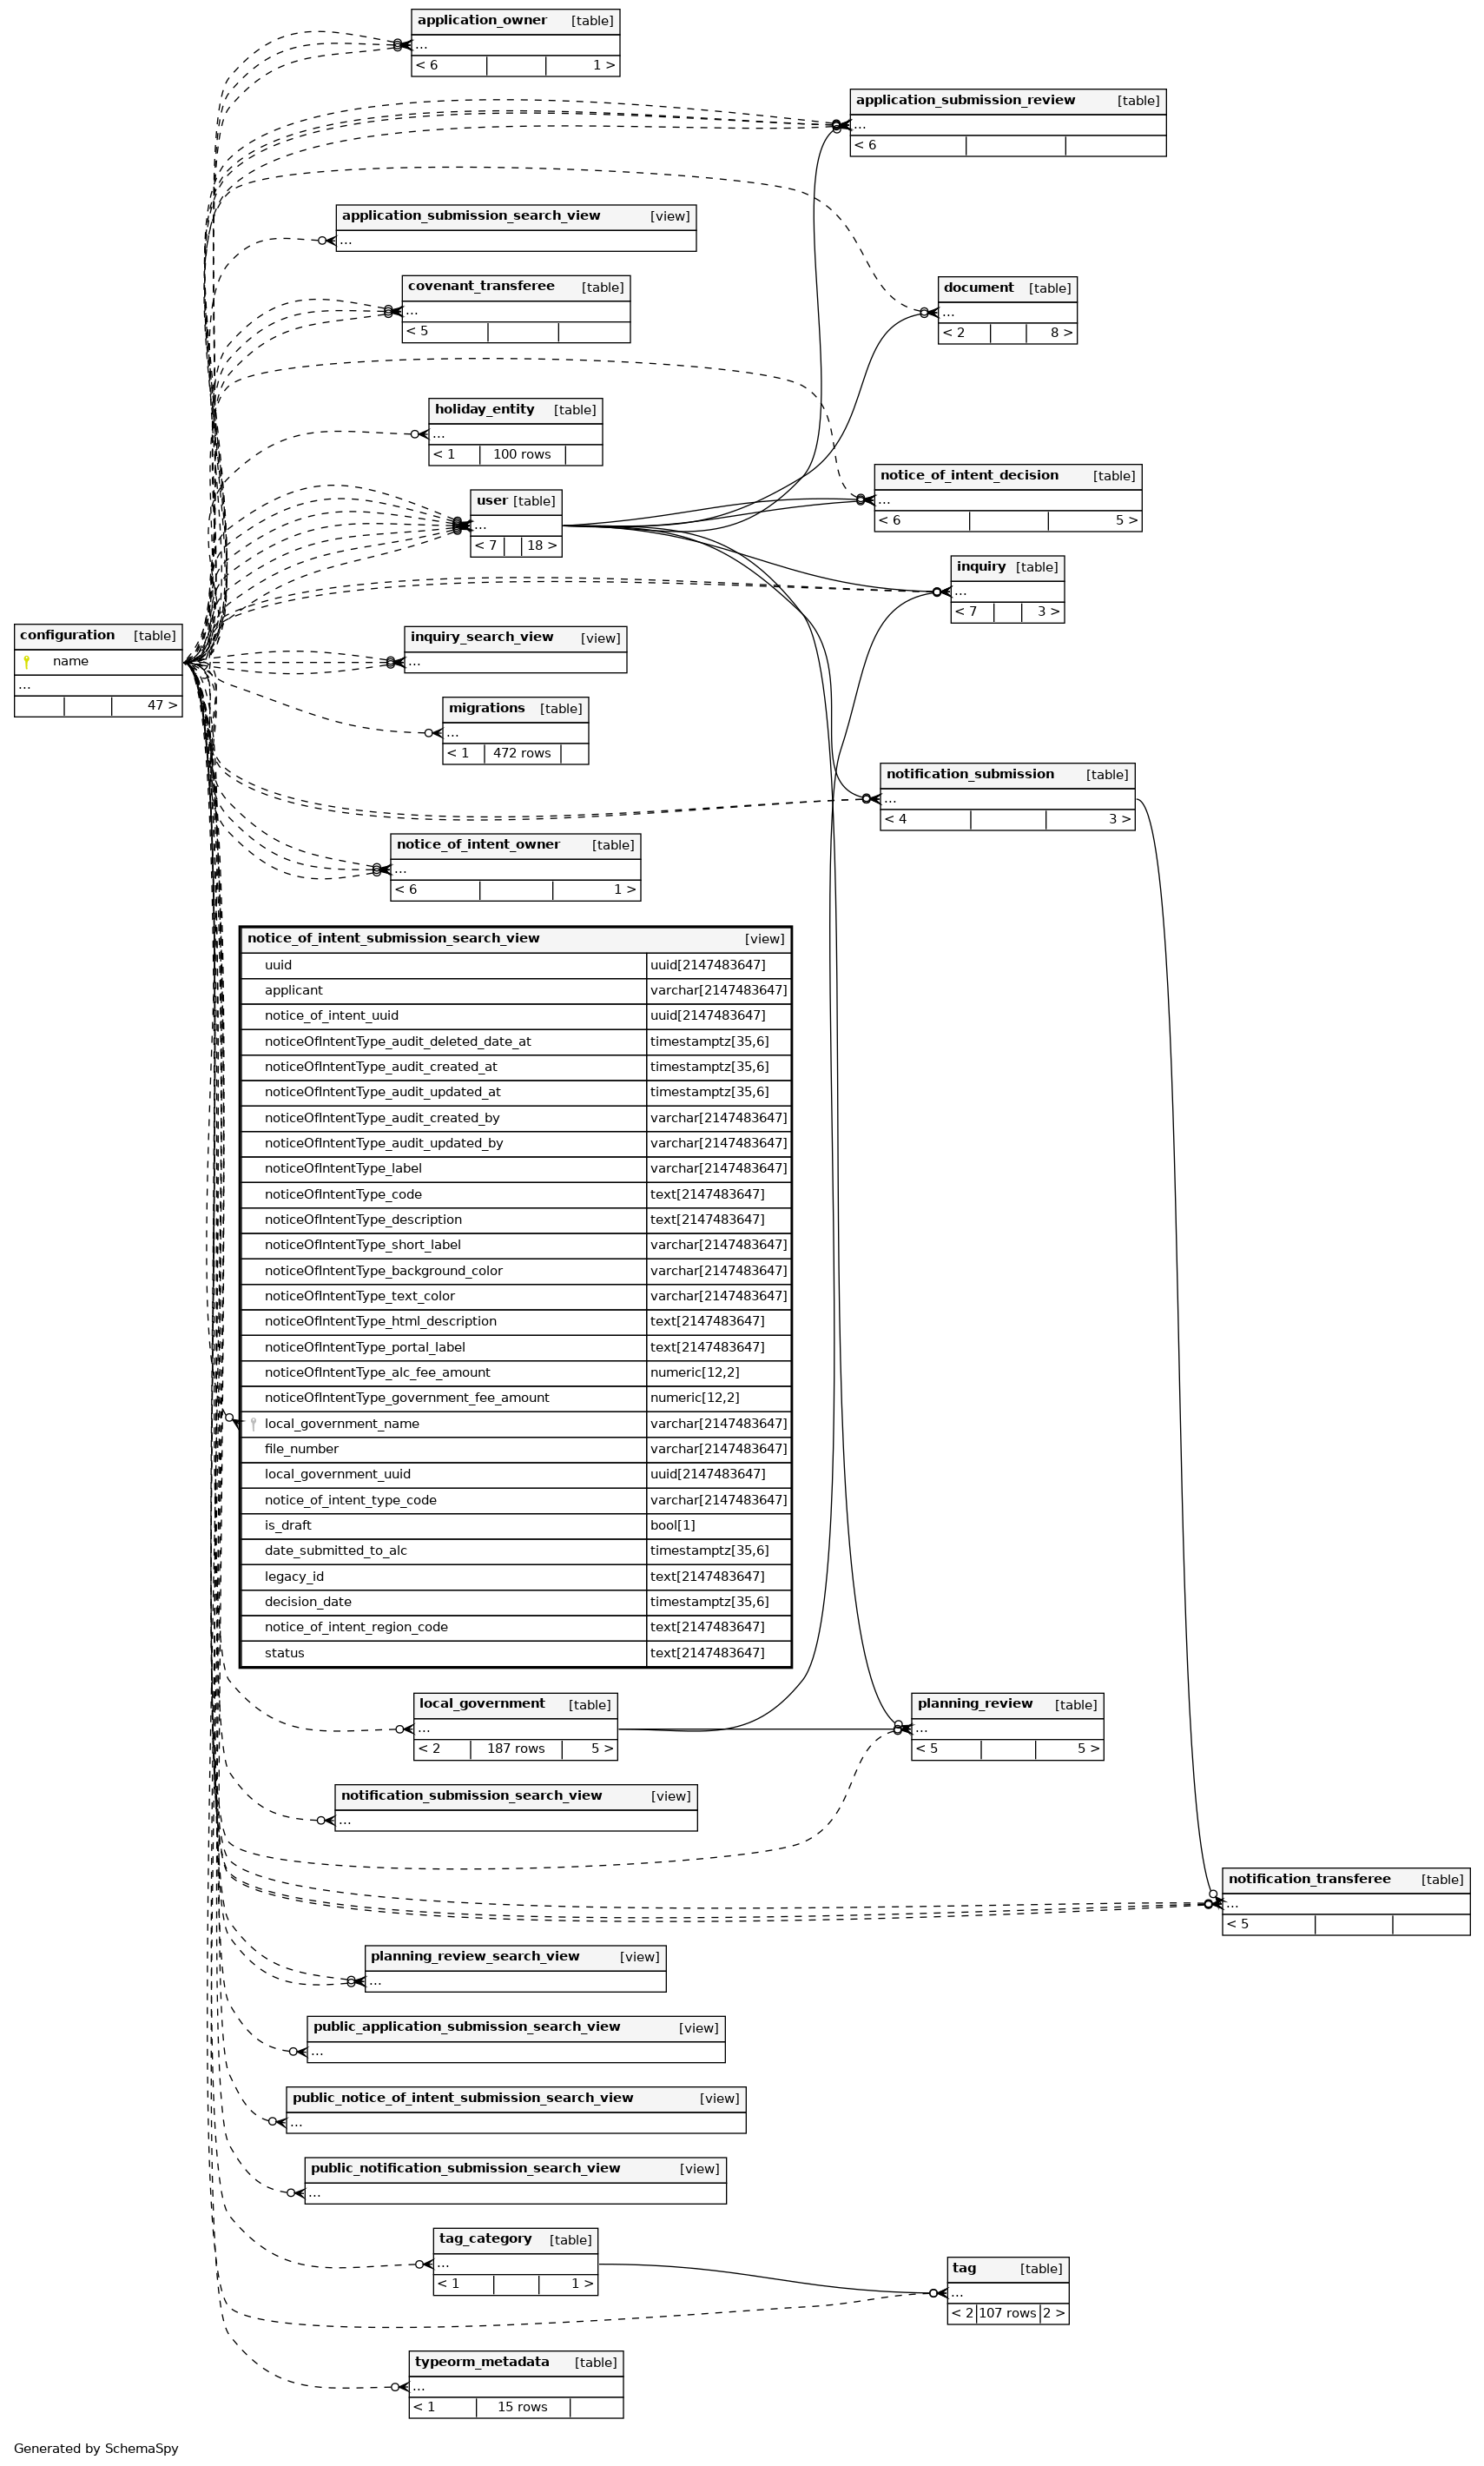 application_owner [table]
...
< 6 1 >
application_submission_review [table]
...
< 6
application_submission_search_view [view]
...
covenant_transferee [table]
...
< 5
document [table]
...
< 2 8 >
holiday_entity [table]
...
< 1 100 rows
notice_of_intent_decision [table]
...
< 6 5 >
user [table]
...
< 7 18 >
inquiry [table]
...
< 7 3 >
configuration [table]
name
...
47 >
inquiry_search_view [view]
...
migrations [table]
...
< 1 472 rows
notification_submission [table]
...
< 4 3 >
notice_of_intent_owner [table]
...
< 6 1 >
notice_of_intent_submission_search_view [view]
uuid uuid[2147483647]
applicant varchar[2147483647]
notice_of_intent_uuid uuid[2147483647]
noticeOfIntentType_audit_deleted_date_at timestamptz[35,6]
noticeOfIntentType_audit_created_at timestamptz[35,6]
noticeOfIntentType_audit_updated_at timestamptz[35,6]
noticeOfIntentType_audit_created_by varchar[2147483647]
noticeOfIntentType_audit_updated_by varchar[2147483647]
noticeOfIntentType_label varchar[2147483647]
noticeOfIntentType_code text[2147483647]
noticeOfIntentType_description text[2147483647]
noticeOfIntentType_short_label varchar[2147483647]
noticeOfIntentType_background_color varchar[2147483647]
noticeOfIntentType_text_color varchar[2147483647]
noticeOfIntentType_html_description text[2147483647]
noticeOfIntentType_portal_label text[2147483647]
noticeOfIntentType_alc_fee_amount numeric[12,2]
noticeOfIntentType_government_fee_amount numeric[12,2]
local_government_name varchar[2147483647]
file_number varchar[2147483647]
local_government_uuid uuid[2147483647]
notice_of_intent_type_code varchar[2147483647]
is_draft bool[1]
date_submitted_to_alc timestamptz[35,6]
legacy_id text[2147483647]
decision_date timestamptz[35,6]
notice_of_intent_region_code text[2147483647]
status text[2147483647]
local_government [table]
...
< 2 187 rows 5 >
planning_review [table]
...
< 5 5 >
notification_submission_search_view [view]
...
notification_transferee [table]
...
< 5
planning_review_search_view [view]
...
public_application_submission_search_view [view]
...
public_notice_of_intent_submission_search_view [view]
...
public_notification_submission_search_view [view]
...
tag_category [table]
...
< 1 1 >
tag [table]
...
< 2 107 rows 2 >
typeorm_metadata [table]
...
< 1 15 rows
Generated by SchemaSpy